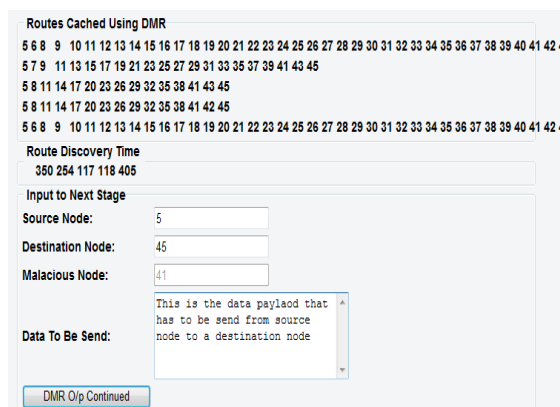 Routes Cached Using DMR
5 6 8 9 10 11 12 13 14 15 16 17 18 19 20 21 22 23 24 25 26 27 28 29 30 31 32 33 34 35 36 37 38 39 40 41 42
5 7 9 11 13 15 17 19 21 23 25 27 29 31 33 35 37 39 41 43 45
5 8 11 14 17 20 23 26 29 32 35 38 41 43 45
5 8 11 14 17 20 23 26 29 32 35 38 41 42 45
5 6 8 9 10 11 12 13 14 15 16 17 18 19 20 21 22 23 24 25 26 27 28 29 30 31 32 33 34 35 36 37 38 39 40 41 42
Route Discovery Time
350 254 117 118 405
Input to Next Stage
Source Node: 5
Destination Node: 45
Malacious Node: 41
Data To Be Send:
This is the data paylaod that
has to be send from source
node to a destination node
DMR O/p Continued